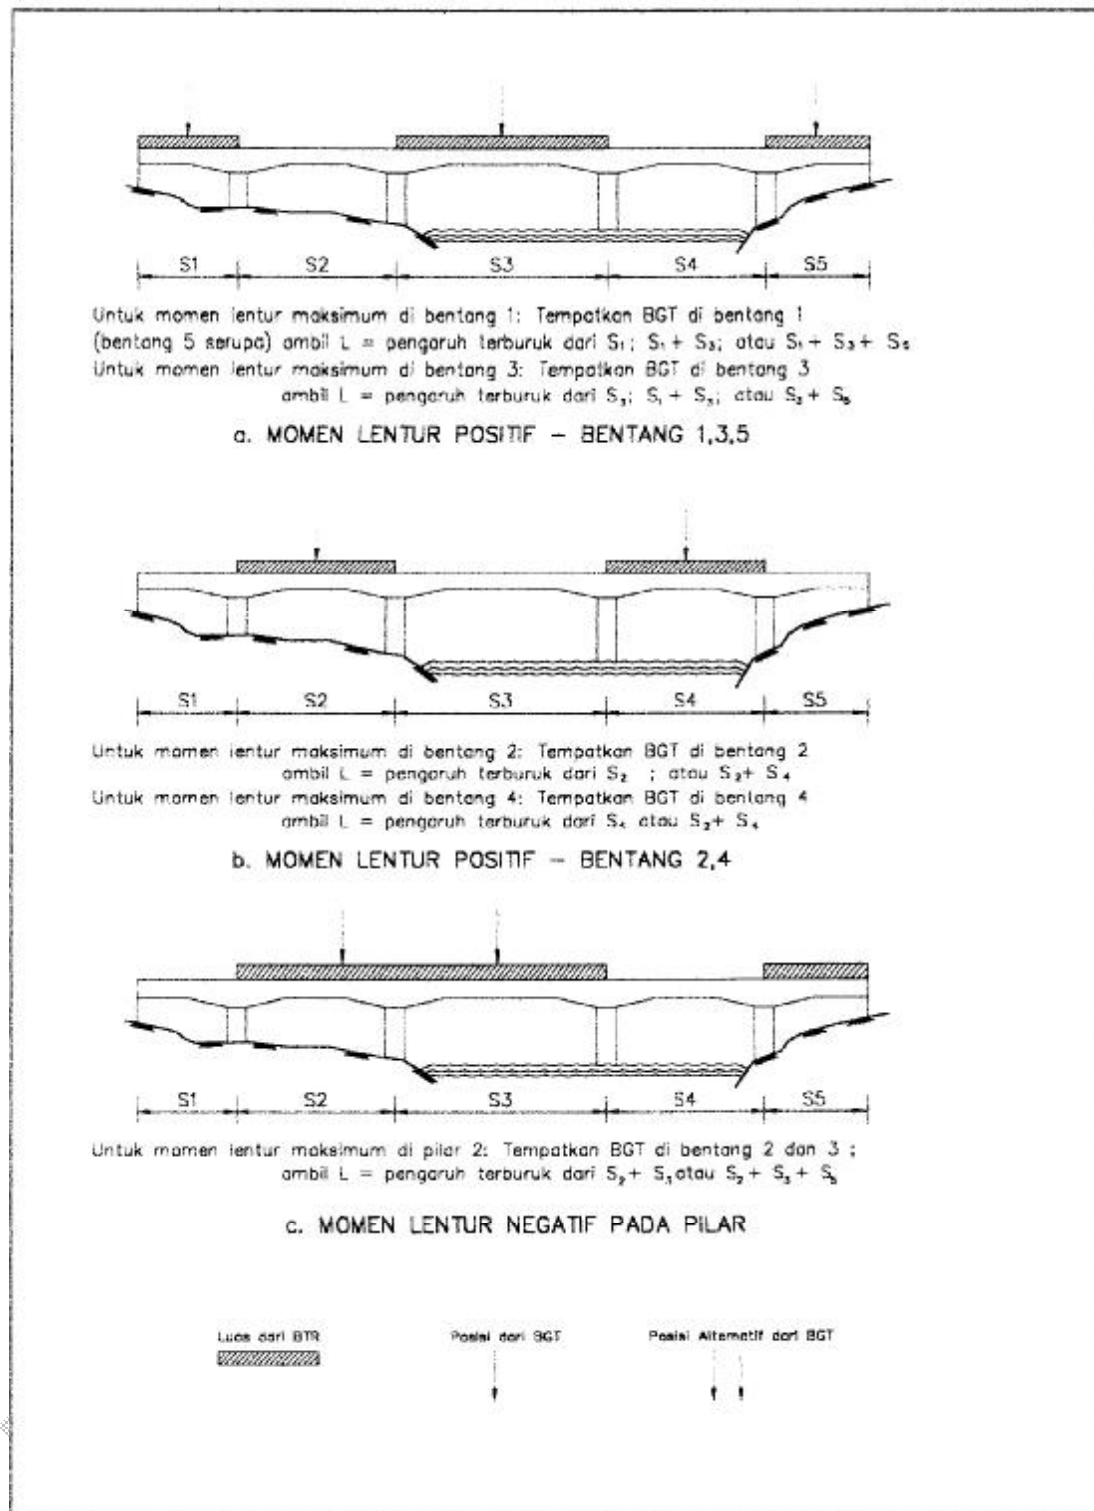 S1 S2 S3 S4 S5
Untuk momen lentur maksimum di bentang 1: Tempatkan BGT di bentang 1
(bentang 5 serupa) ambil L = pengaruh terburuk dari S₁; S₁ + S₃; atau S₁ + S₃ + S₅
Untuk momen lentur maksimum di bentang 3: Tempatkan BGT di bentang 3
ambil L = pengaruh terburuk dari S₃; S₁ + S₃; atau S₃ + S₅
a. MOMEN LENTUR POSITIF – BENTANG 1,3,5
S1 S2 S3 S4 S5
Untuk momen lentur maksimum di bentang 2: Tempatkan BGT di bentang 2
ambil L = pengaruh terburuk dari S₂ ; atau S₂+ S₄
Untuk momen lentur maksimum di bentang 4: Tempatkan BGT di bentang 4
ambil L = pengaruh terburuk dari atau S₂+ S₄
b. MOMEN LENTUR POSITIF – BENTANG 2,4
S1 S2 S3 S4 S5
Untuk momen lentur maksimum di pilar 2: Tempatkan BGT di bentang 2 dan 3 ;
ambil L = pengaruh terburuk dari S₂+ S₃ atau S₂ + S₃ + S₅
c. MOMEN LENTUR NEGATIF PADA PILAR
Luas dari BTR Posisi dari BGT Posisi Alternatif dari BGT